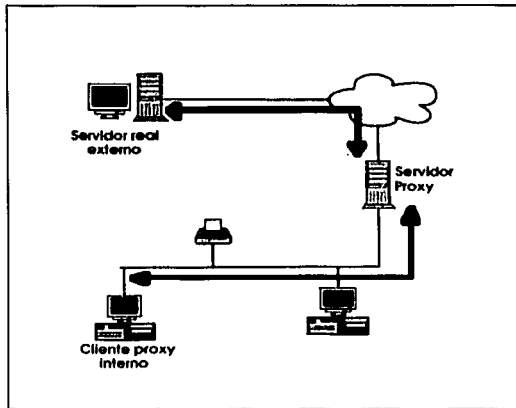 Servidor real
externo
Servidor
Proxy
Cliente proxy
interno